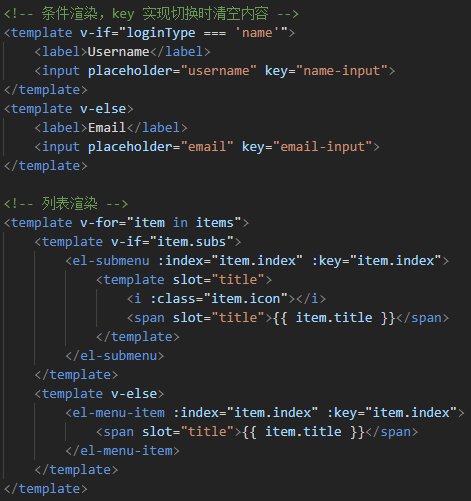 <!-- 条件渲染，key 实现切换时清空内容 -->
<template v-if="loginType === 'name'">
    <label>Username</label>
    <input placeholder="username" key="name-input">
</template>
<template v-else>
    <label>Email</label>
    <input placeholder="email" key="email-input">
</template>

<!-- 列表渲染 -->
<template v-for="item in items">
    <template v-if="item.subs">
        <el-submenu :index="item.index" :key="item.index">
            <template slot="title">
                <i :class="item.icon"></i>
                <span slot="title">{{ item.title }}</span>
            </template>
        </el-submenu>
    </template>
    <template v-else>
        <el-menu-item :index="item.index" :key="item.index">
            <span slot="title">{{ item.title }}</span>
        </el-menu-item>
    </template>
</template>